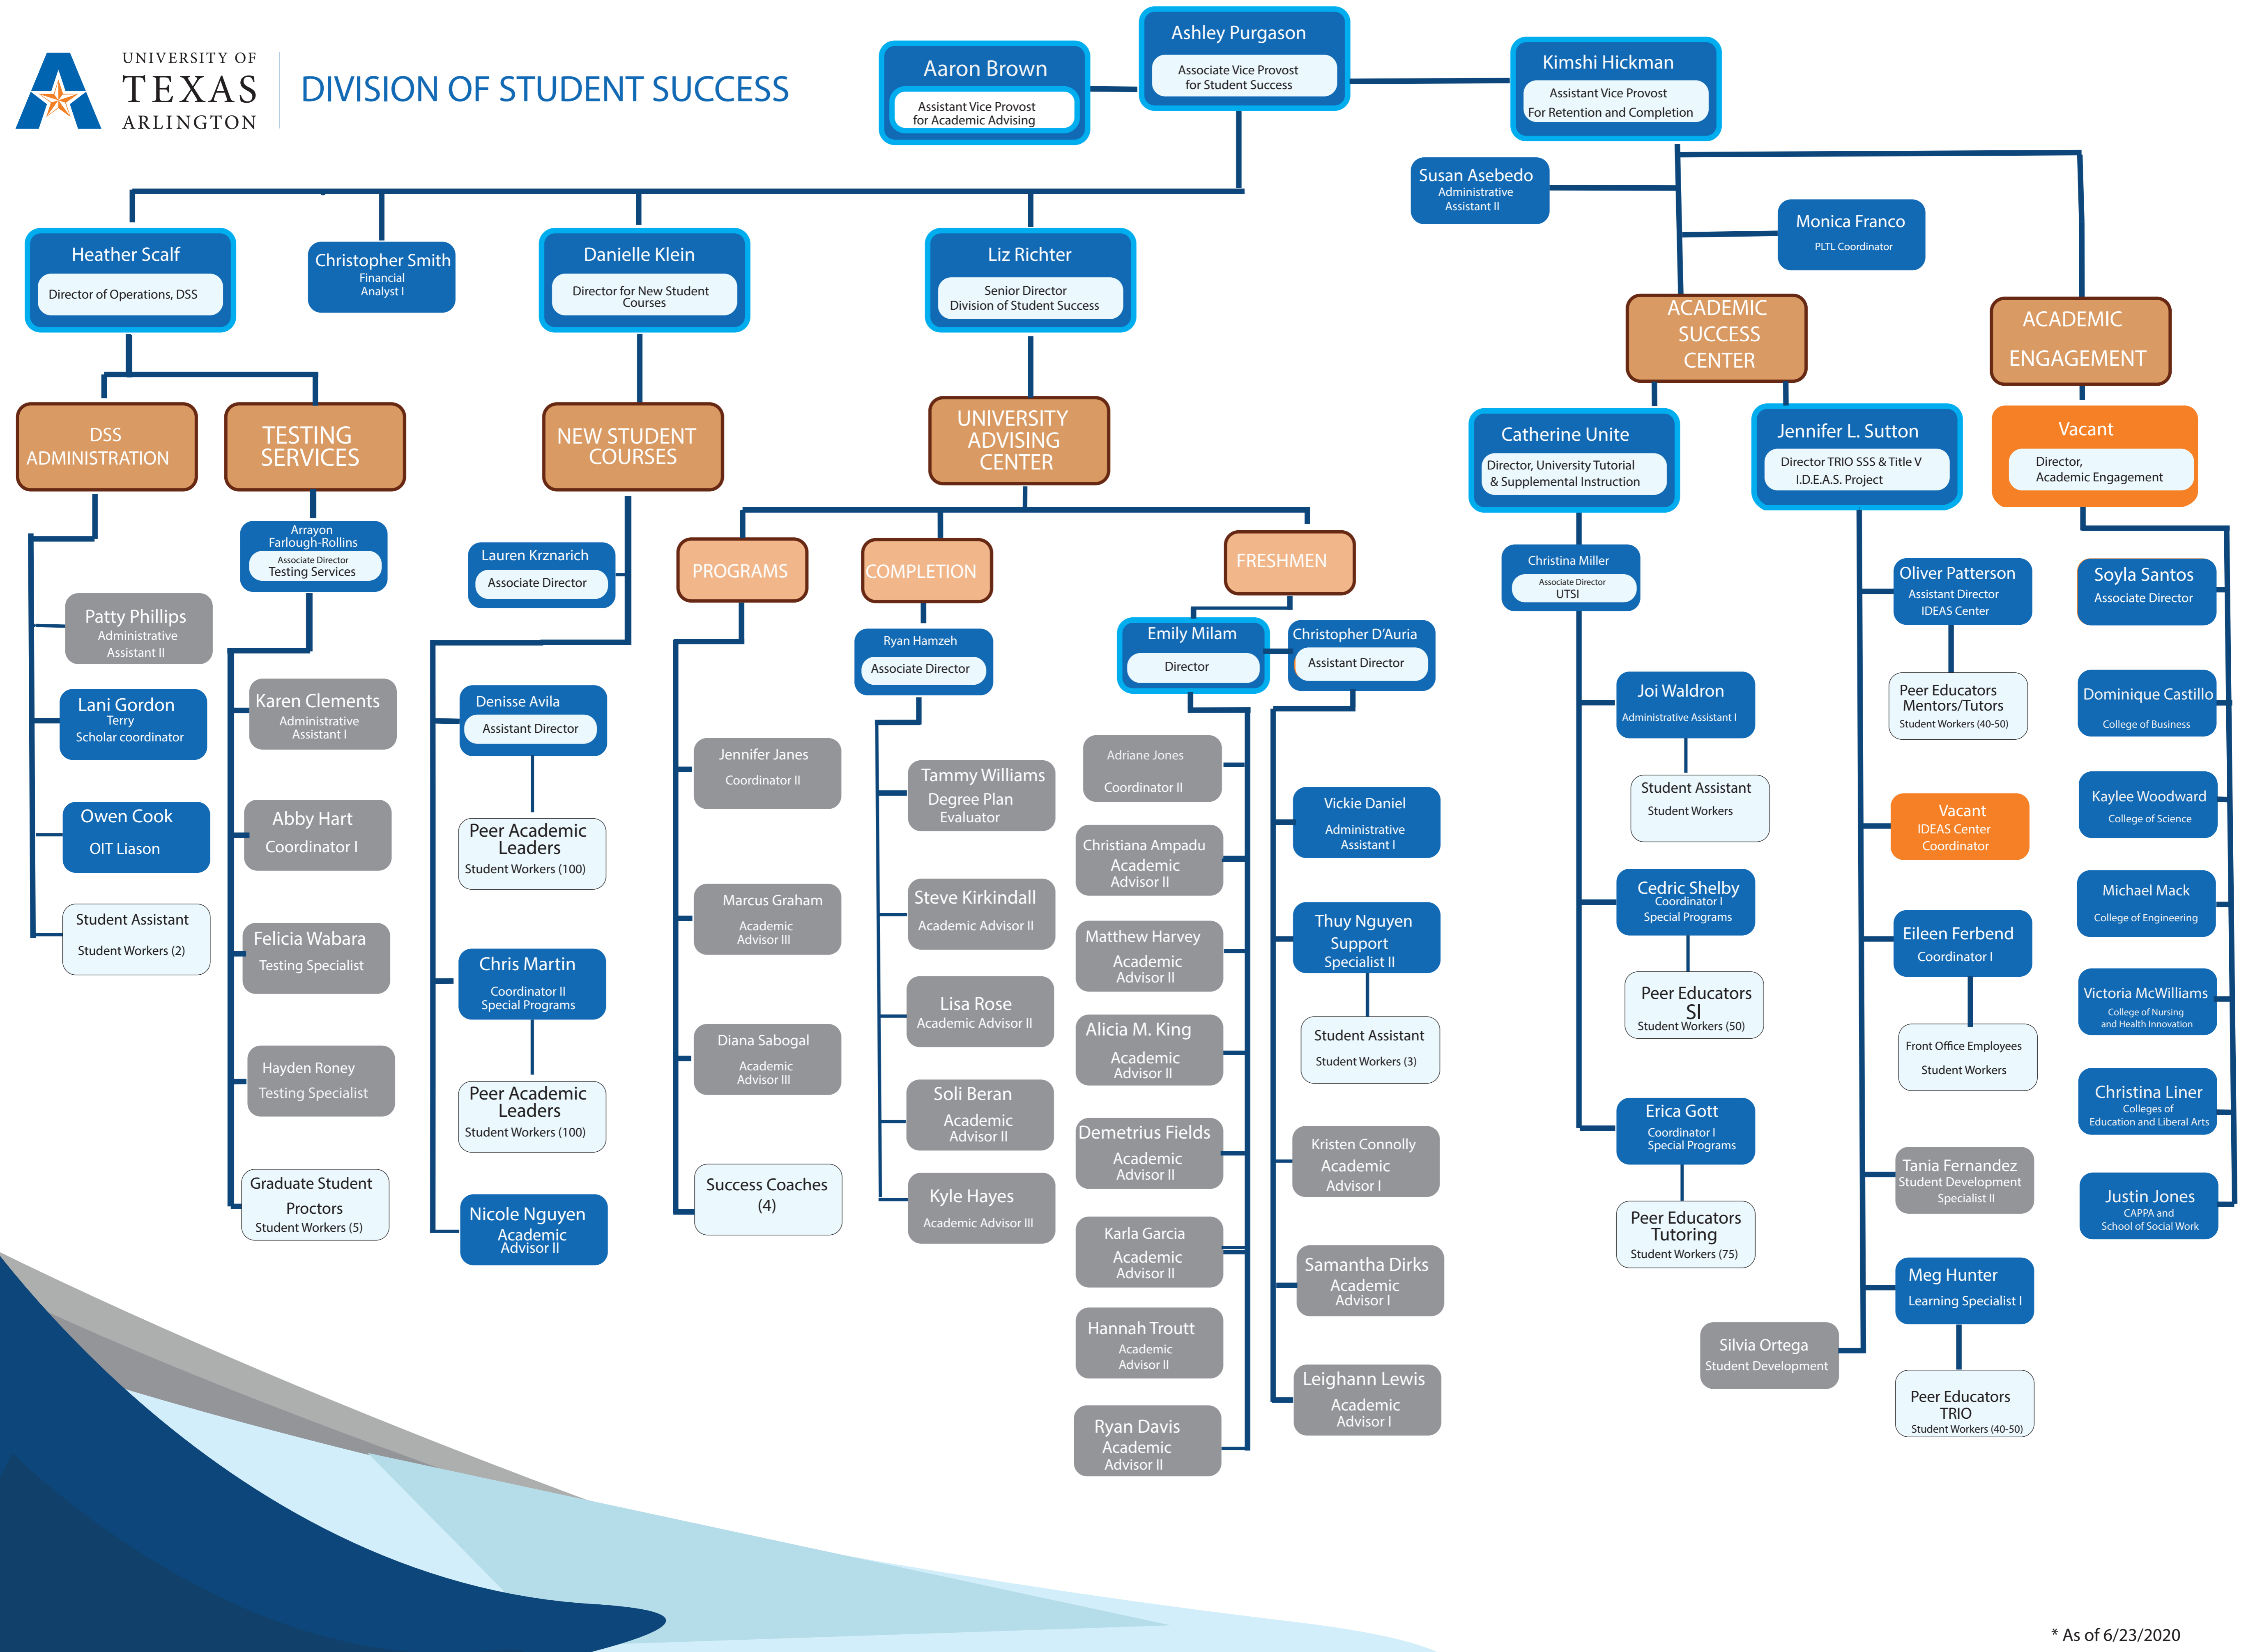 UNIVERSITY OF
TEXAS
ARLINGTON
DIVISION OF STUDENT SUCCESS
Aaron Brown
Assistant Vice Provost
for Academic Advising
Ashley Purgason
Associate Vice Provost
for Student Success
Kimshi Hickman
Assistant Vice Provost
For Retention and Completion
Susan Asebedo
Administrative
Assistant II
Monica Franco
PLTL Coordinator
Heather Scalf
Director of Operations, DSS
Christopher Smith
Financial
Analyst I
Danielle Klein
Director for New Student
Courses
Liz Richter
Senior Director
Division of Student Success
DSS
ADMINISTRATION
Patty Phillips
Administrative
Assistant II
Lani Gordon
Terry
Scholar coordinator
Owen Cook
OIT Liason
Student Assistant
Student Workers (2)
TESTING
SERVICES
Arrayon
Farlough-Rollins
Associate Director
Testing Services
Karen Clements
Administrative
Assistant I
Abby Hart
Coordinator I
Felicia Wabara
Testing Specialist
Hayden Roney
Testing Specialist
Graduate Student
Proctors
Student Workers (5)
NEW STUDENT
COURSES
Lauren Krznarich
Associate Director
Denisse Avila
Assistant Director
Peer Academic
Leaders
Student Workers (100)
Chris Martin
Coordinator II
Special Programs
Peer Academic
Leaders
Student Workers (100)
Nicole Nguyen
Academic
Advisor II
UNIVERSITY
ADVISING
CENTER
PROGRAMS
Jennifer Janes
Coordinator II
Marcus Graham
Academic
Advisor III
Diana Sabogal
Academic
Advisor III
Success Coaches
(4)
COMPLETION
Ryan Hamzeh
Associate Director
Tammy Williams
Degree Plan
Evaluator
Steve Kirkindall
Academic Advisor II
Lisa Rose
Academic Advisor II
Soli Beran
Academic
Advisor II
Kyle Hayes
Academic Advisor III
FRESHMEN
Emily Milam
Director
Christopher D'Auria
Assistant Director
Adriane Jones
Coordinator II
Christiana Ampadu
Academic
Advisor II
Matthew Harvey
Academic
Advisor II
Alicia M. King
Academic
Advisor II
Demetrius Fields
Academic
Advisor II
Karla Garcia
Academic
Advisor II
Hannah Troutt
Academic
Advisor II
Ryan Davis
Academic
Advisor II
Vickie Daniel
Administrative
Assistant I
Thuy Nguyen
Support
Specialist II
Student Assistant
Student Workers (3)
Kristen Connolly
Academic
Advisor I
Samantha Dirks
Academic
Advisor I
Leighann Lewis
Academic
Advisor I
ACADEMIC
SUCCESS
CENTER
Catherine Unite
Director, University Tutorial
& Supplemental Instruction
Christina Miller
Associate Director
UTSI
Joi Waldron
Administrative Assistant I
Student Assistant
Student Workers
Cedric Shelby
Coordinator I
Special Programs
Peer Educators
SI
Student Workers (50)
Erica Gott
Coordinator I
Special Programs
Peer Educators
Tutoring
Student Workers (75)
Jennifer L. Sutton
Director TRIO SSS & Title V
I.D.E.A.S. Project
Oliver Patterson
Assistant Director
IDEAS Center
Peer Educators
Mentors/Tutors
Student Workers (40-50)
Vacant
IDEAS Center
Coordinator
Eileen Ferbend
Coordinator I
Front Office Employees
Student Workers
Tania Fernandez
Student Development
Specialist II
Meg Hunter
Learning Specialist I
Silvia Ortega
Student Development
Peer Educators
TRIO
Student Workers (40-50)
ACADEMIC
ENGAGEMENT
Vacant
Director,
Academic Engagement
Soyla Santos
Associate Director
Dominique Castillo
College of Business
Kaylee Woodward
College of Science
Michael Mack
College of Engineering
Victoria McWilliams
College of Nursing
and Health Innovation
Christina Liner
Colleges of
Education and Liberal Arts
Justin Jones
CAPPA and
School of Social Work
* As of 6/23/2020